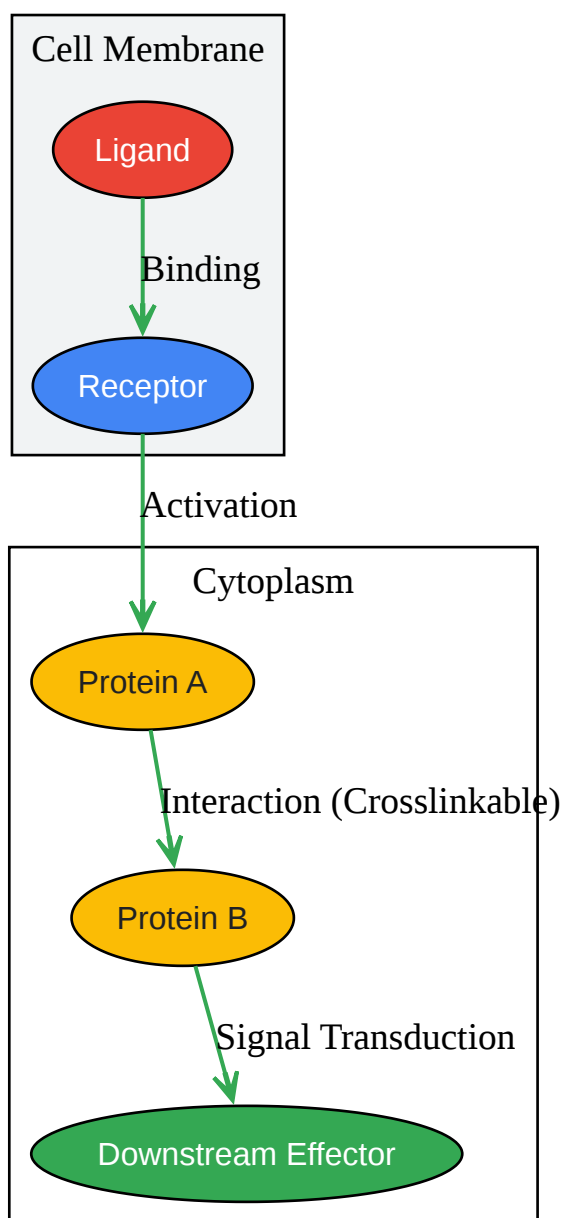 Cell Membrane
Ligand
Binding
Receptor
Activation
Cytoplasm
Protein A
Interaction (Crosslinkable)
Protein B
Signal Transduction
Downstream Effector